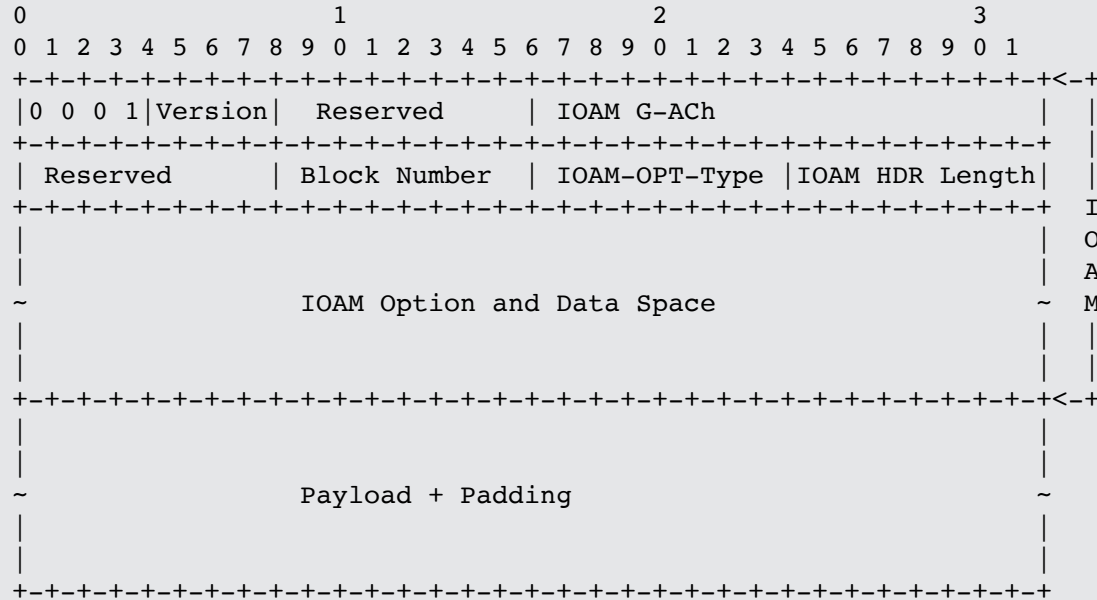 0                   1                   2                   3
0 1 2 3 4 5 6 7 8 9 0 1 2 3 4 5 6 7 8 9 0 1 2 3 4 5 6 7 8 9 0 1
+-+-+-+-+-+-+-+-+-+-+-+-+-+-+-+-+-+-+-+-+-+-+-+-+-+-+-+-+-+-+-+-+<-+
|0 0 0 1|Version|  Reserved     | IOAM G-ACh                    |  |
+-+-+-+-+-+-+-+-+-+-+-+-+-+-+-+-+-+-+-+-+-+-+-+-+-+-+-+-+-+-+-+-+  |
| Reserved      | Block Number  | IOAM-OPT-Type |IOAM HDR Length|  |
+-+-+-+-+-+-+-+-+-+-+-+-+-+-+-+-+-+-+-+-+-+-+-+-+-+-+-+-+-+-+-+-+  I
|                                                               |  O
|                                                               |  A
~                 IOAM Option and Data Space                    ~  M
|                                                               |  |
|                                                               |  |
+-+-+-+-+-+-+-+-+-+-+-+-+-+-+-+-+-+-+-+-+-+-+-+-+-+-+-+-+-+-+-+-+<-+
|                                                               |
|                                                               |
~                 Payload + Padding                             ~
|                                                               |
|                                                               |
+-+-+-+-+-+-+-+-+-+-+-+-+-+-+-+-+-+-+-+-+-+-+-+-+-+-+-+-+-+-+-+-+